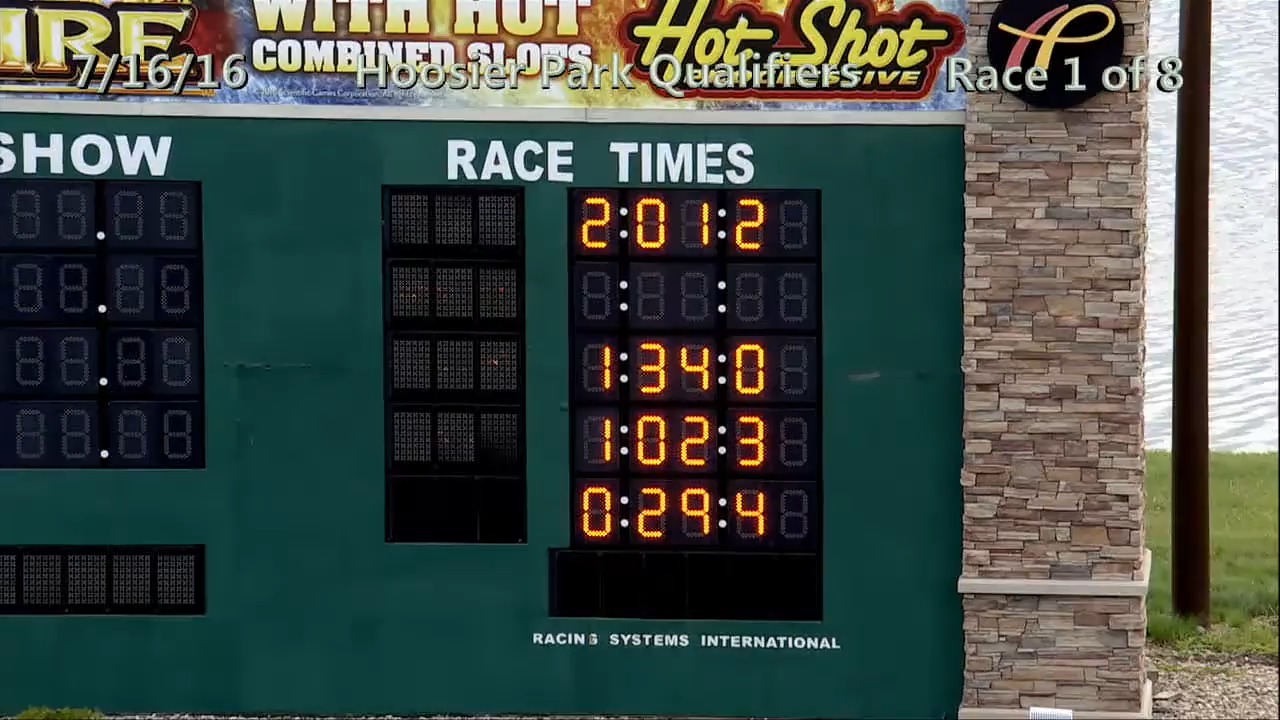 IRE
WITH HOT
COMBINED SLOTS
Hot Shot
7/16/16 Hoosier Park Qualifiers Race 1 of 8
SHOW
RACE TIMES
2:01:2
1:34:0
1:02:3
0:29:4
RACING SYSTEMS INTERNATIONAL